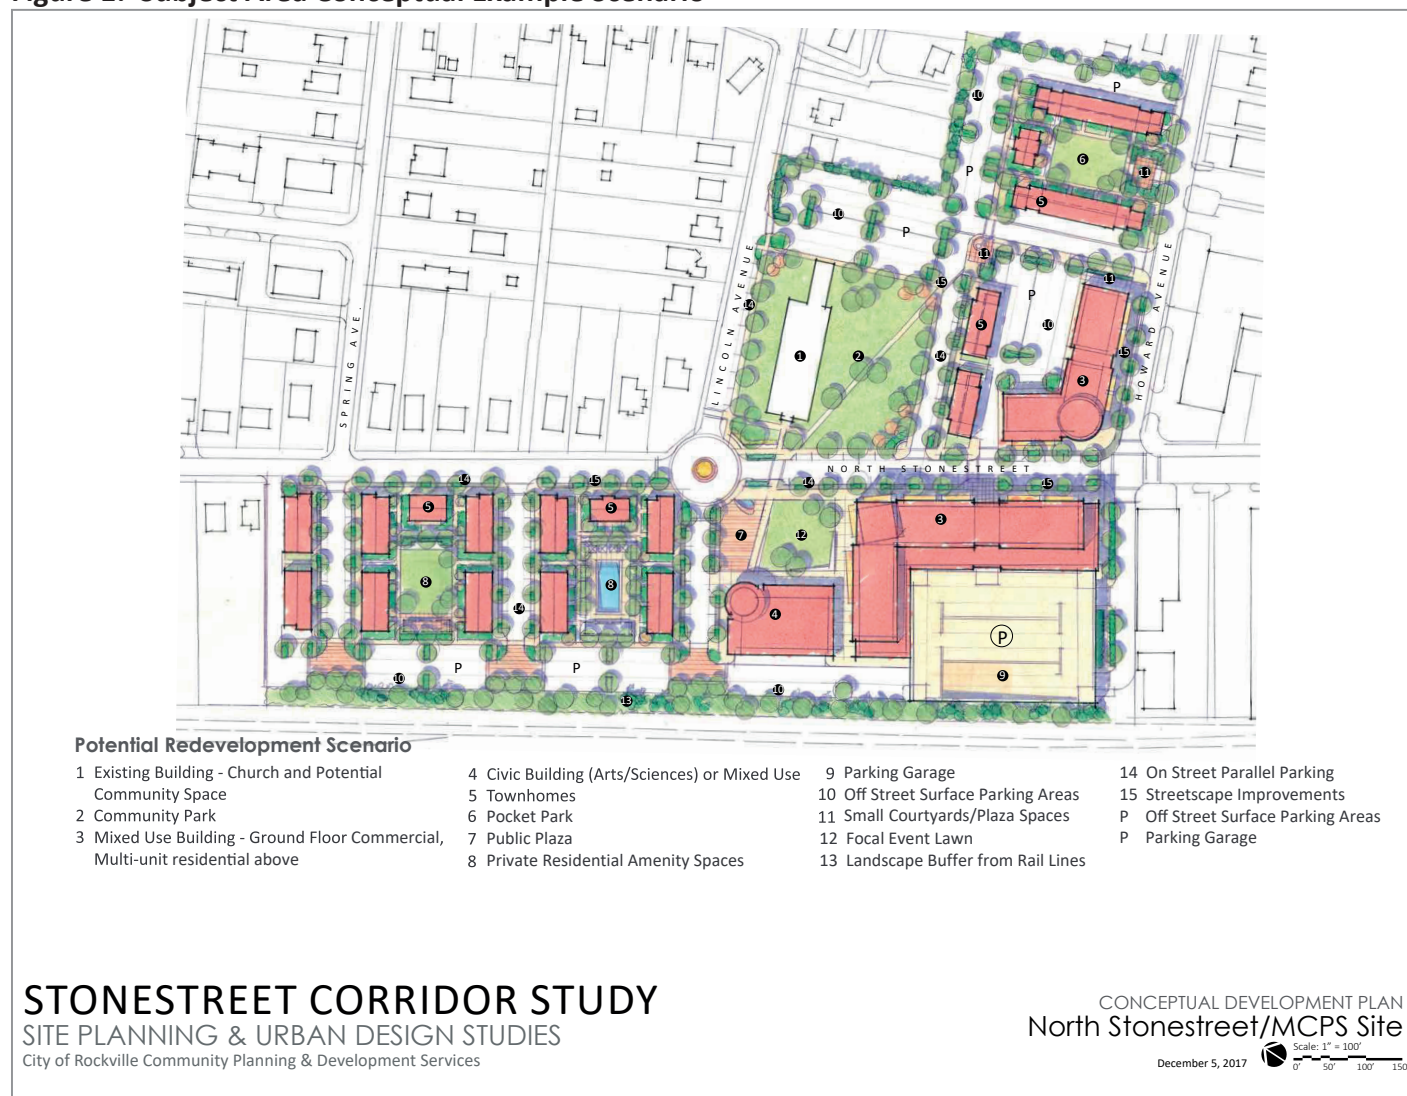 Potential Redevelopment Scenario
1 Existing Building - Church and Potential
Community Space
2 Community Park
3 Mixed Use Building - Ground Floor Commercial,
Multi-unit residential above
4 Civic Building (Arts/Sciences) or Mixed Use
5 Townhomes
6 Pocket Park
7 Public Plaza
8 Private Residential Amenity Spaces
9 Parking Garage
10 Off Street Surface Parking Areas
11 Small Courtyards/Plaza Spaces
12 Focal Event Lawn
13 Landscape Buffer from Rail Lines
14 On Street Parallel Parking
15 Streetscape Improvements
P Off Street Surface Parking Areas
P Parking Garage
SPRING AVE.
LINCOLN AVENUE
HOWARD AVENUE
NORTH STONESTREET
P
10
6
11
5
P
10
P
11
15
11
P
14
5
10
1
2
14
15
3
14
15
14
15
5
5
3
7
12
8
8
14
4
P
P
P
10
9
10
13
STONESTREET CORRIDOR STUDY
SITE PLANNING & URBAN DESIGN STUDIES
City of Rockville Community Planning & Development Services
CONCEPTUAL DEVELOPMENT PLAN
North Stonestreet/MCPS Site
December 5, 2017
Scale: 1" = 100'
0' 50' 100' 150